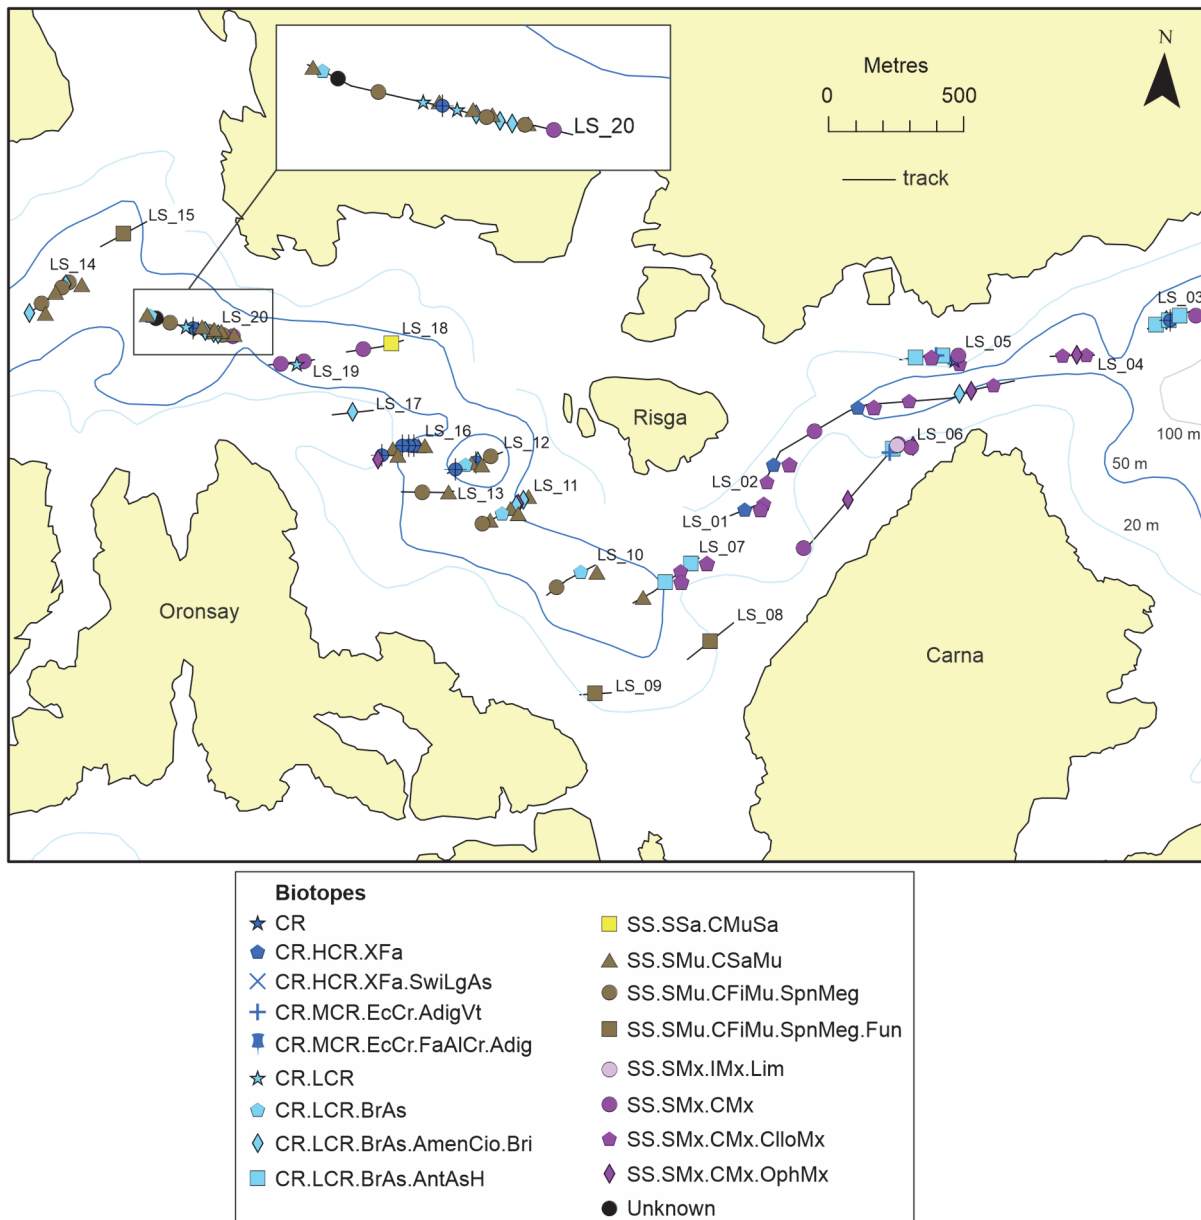 N
Metres
0 500
track
LS_20
LS_15
LS_14
LS_20
LS_18
LS_19
LS_17
LS_16
LS_12
LS_13
LS_11
LS_10
LS_09
LS_08
LS_07
LS_01
LS_02
LS_06
LS_05
LS_04
LS_03
Risga
100 m
50 m
20 m
Oronsay
Carna
Biotopes
CR
CR.HCR.XFa
CR.HCR.XFa.SwiLgAs
CR.MCR.EcCr.AdigVt
CR.MCR.EcCr.FaAlCr.Adig
CR.LCR
CR.LCR.BrAs
CR.LCR.BrAs.AmenCio.Bri
CR.LCR.BrAs.AntAsH
SS.SSa.CMuSa
SS.SMu.CSaMu
SS.SMu.CFiMu.SpnMeg
SS.SMu.CFiMu.SpnMeg.Fun
SS.SMx.IMx.Lim
SS.SMx.CMx
SS.SMx.CMx.ClloMx
SS.SMx.CMx.OphMx
Unknown